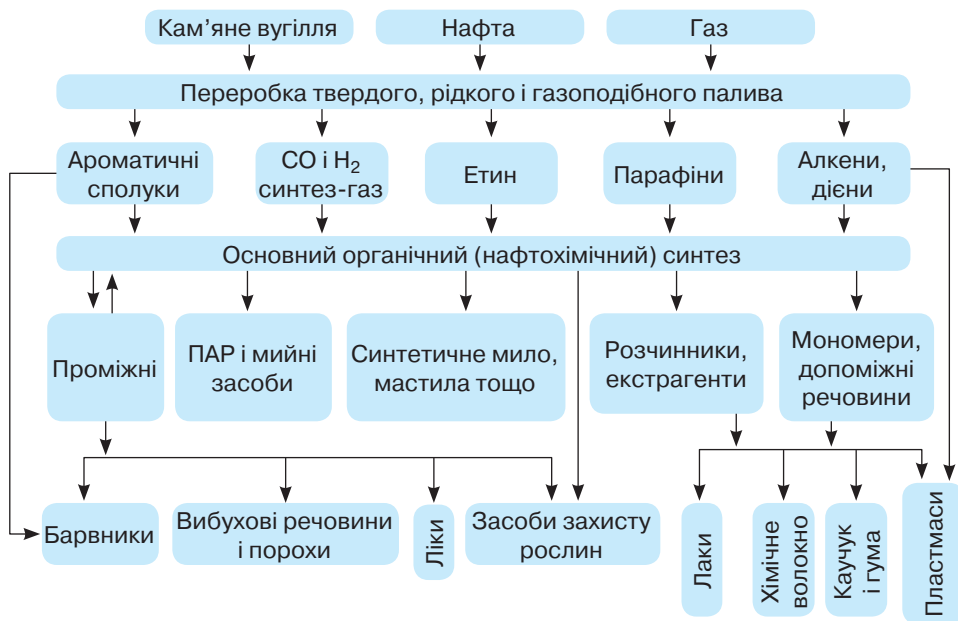 Кам’яне вугілля
Нафта
Газ
Переробка твердого, рідкого і газоподібного палива
Ароматичні
сполуки
СО і Н₂
синтез-газ
Етин
Парафіни
Алкени,
дієни
Основний органічний (нафтохімічний) синтез
Проміжні
ПАР і мийні
засоби
Синтетичне мило,
мастила тощо
Розчинники,
екстрагенти
Мономери,
допоміжні
речовини
Барвники
Вибухові речовини
і порохи
Ліки
Засоби захисту
рослин
Лаки
Хімічне
волокно
Каучук
і гума
Пластмаси